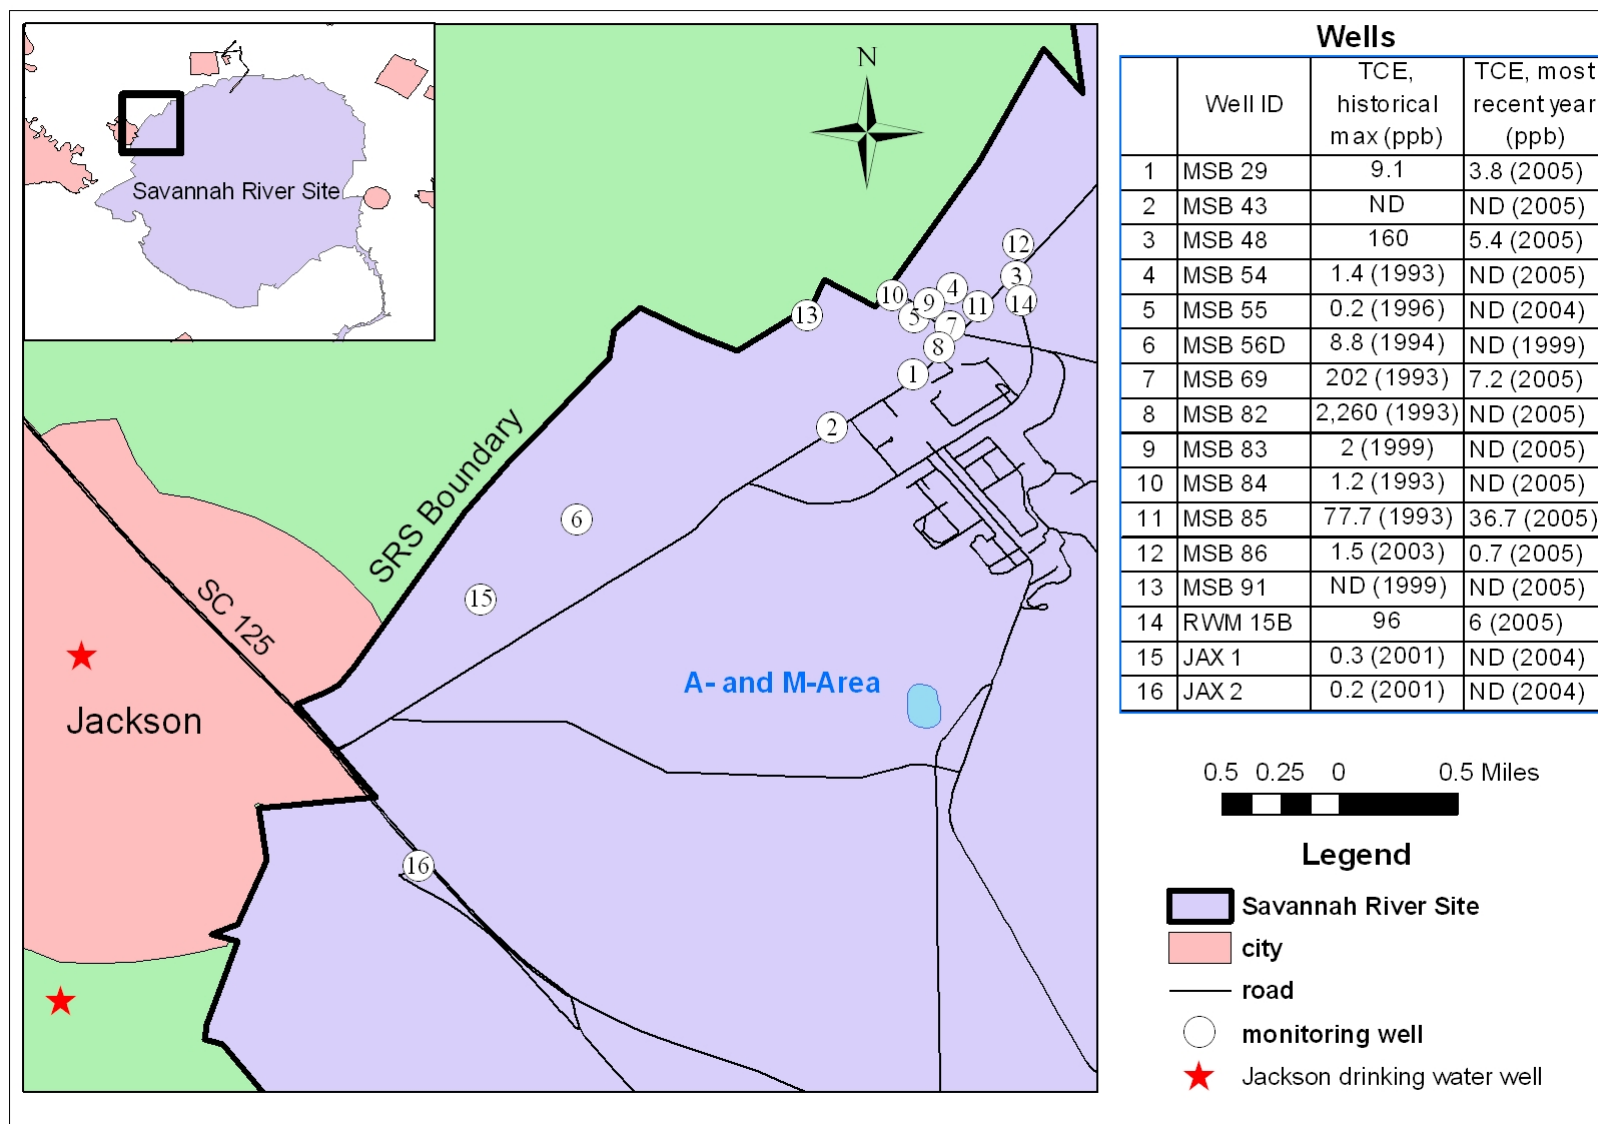 Savannah River Site
N
12
3
14
4
10
9
11
5
7
13
8
1
2
6
15
16
SRS Boundary
SC 125
Jackson
A- and M-Area
Wells
Well ID TCE, historical max (ppb) TCE, most recent year (ppb)
1 MSB 29 9.1 3.8 (2005)
2 MSB 43 ND ND (2005)
3 MSB 48 160 5.4 (2005)
4 MSB 54 1.4 (1993) ND (2005)
5 MSB 55 0.2 (1996) ND (2004)
6 MSB 56D 8.8 (1994) ND (1999)
7 MSB 69 202 (1993) 7.2 (2005)
8 MSB 82 2,260 (1993) ND (2005)
9 MSB 83 2 (1999) ND (2005)
10 MSB 84 1.2 (1993) ND (2005)
11 MSB 85 77.7 (1993) 36.7 (2005)
12 MSB 86 1.5 (2003) 0.7 (2005)
13 MSB 91 ND (1999) ND (2005)
14 RWM 15B 96 6 (2005)
15 JAX 1 0.3 (2001) ND (2004)
16 JAX 2 0.2 (2001) ND (2004)
0.5 0.25 0 0.5 Miles
Legend
Savannah River Site
city
road
monitoring well
Jackson drinking water well